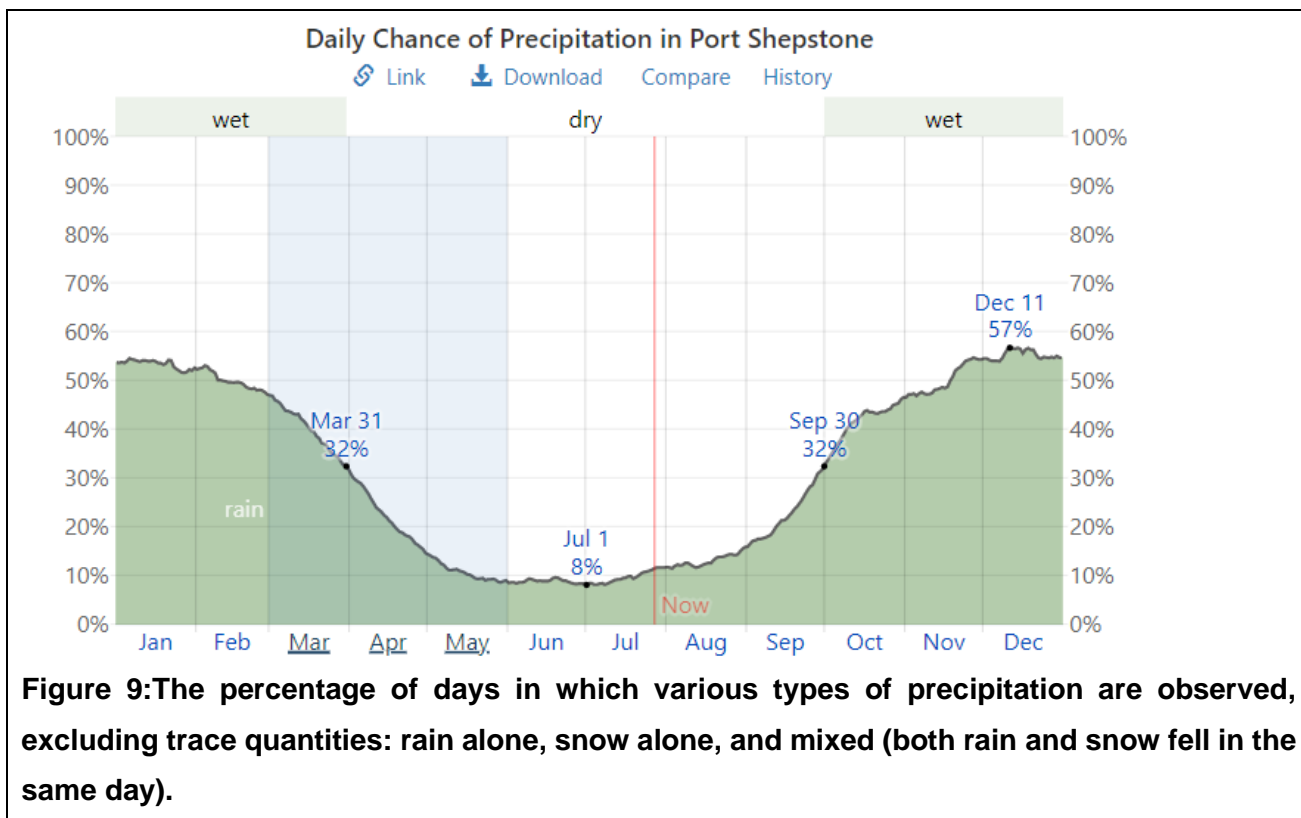 Daily Chance of Precipitation in Port Shepstone
Link Download Compare History
wet dry wet
100% 100%
90% 90%
80% 80%
70% 70%
Dec 11
60% 57% 60%
50% 50%
Mar 31 Sep 30
40% 32% 32% 40%
30% 30%
rain
20% 20%
Jul 1
8%
10% 10%
Now
0% 0%
Jan Feb Mar Apr May Jun Jul Aug Sep Oct Nov Dec
Figure 9:The percentage of days in which various types of precipitation are observed,
excluding trace quantities: rain alone, snow alone, and mixed (both rain and snow fell in the
same day).